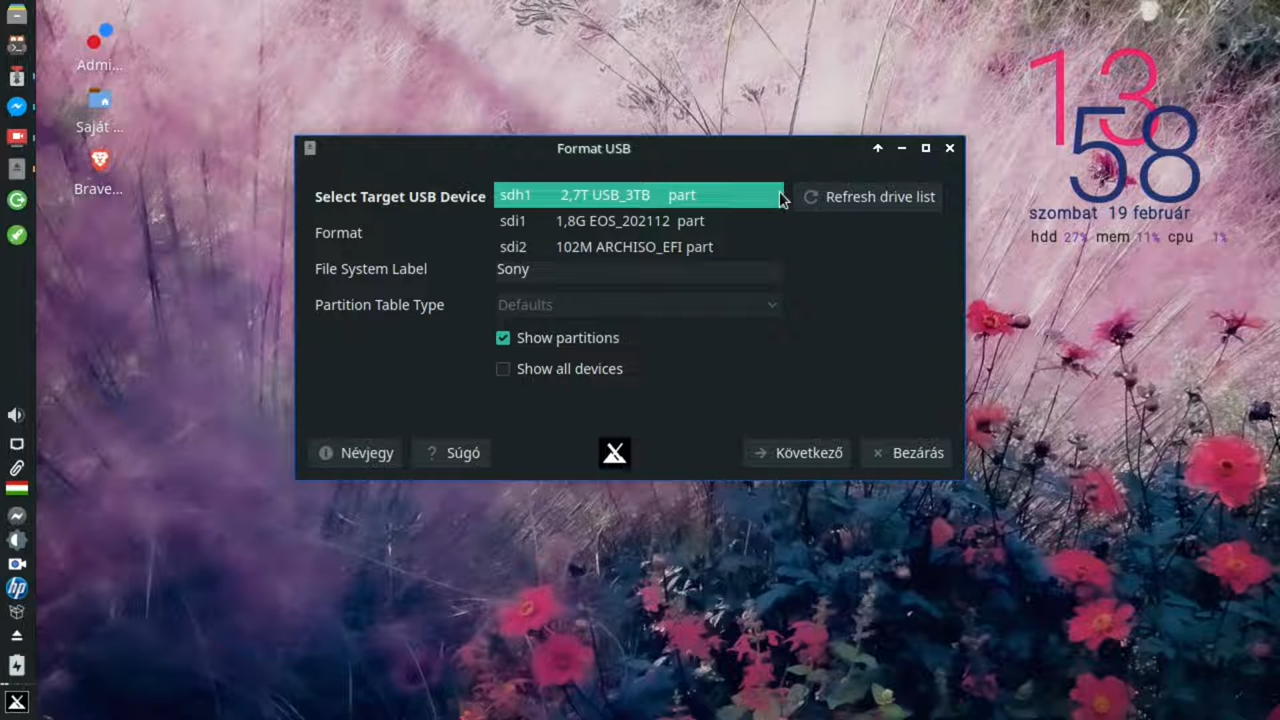 Admi...
Saját ...
Brave...
Format USB
Select Target USB Device
sdh1 2,7T USB_3TB part
Refresh drive list
sdi1 1,8G EOS_202112 part
Format
sdi2 102M ARCHISO_EFI part
File System Label
Sony
Partition Table Type
Defaults
Show partitions
Show all devices
Névjegy
? Súgó
Következő
Bezárás
13
58
szombat 19 február
hdd 27% mem 11% cpu 1%
hp